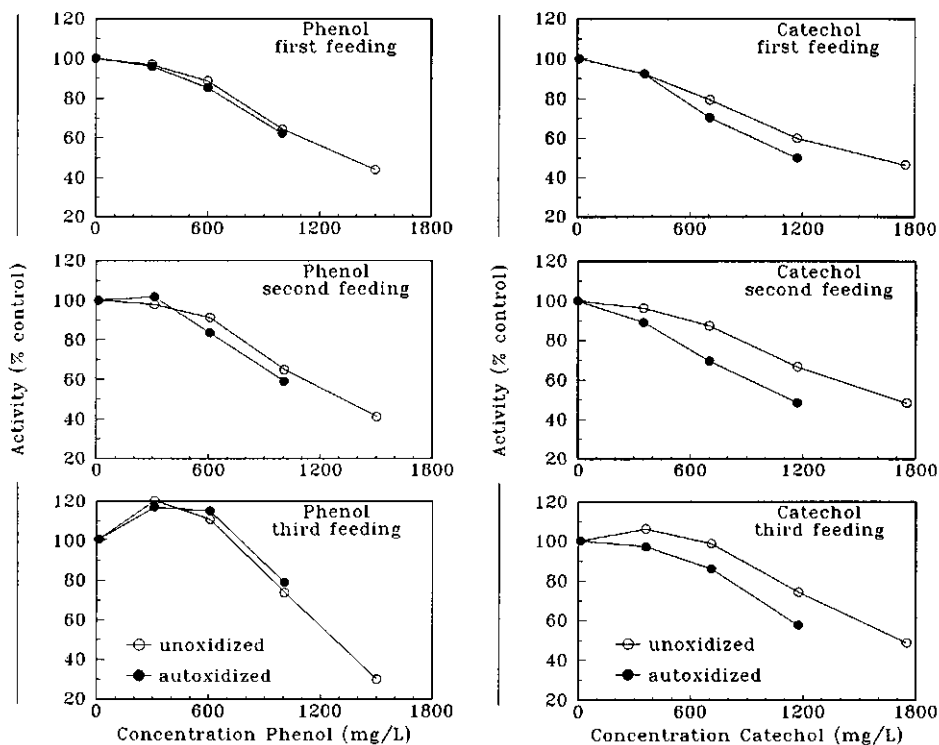 Phenol
first feeding
120
100
80
60
40
20
0 600 1200 1800
Catechol
first feeding
120
100
80
60
40
20
0 600 1200 1800
Phenol
second feeding
120
100
80
60
40
20
0 600 1200 1800
Activity (% control)
Catechol
second feeding
120
100
80
60
40
20
0 600 1200 1800
Activity (% control)
Phenol
third feeding
120
100
80
60
40
20
unoxidized
autoxidized
0 600 1200 1800
Concentration Phenol (mg/L)
Catechol
third feeding
120
100
80
60
40
20
unoxidized
autoxidized
0 600 1200 1800
Concentration Catechol (mg/L)